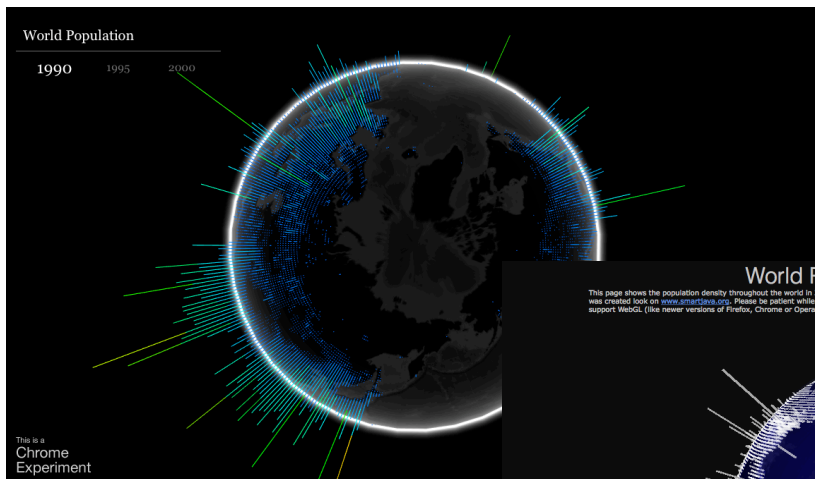 World Population
1990 1995 2000
World
This page shows the population density throughout the world in
was created look on www.smartjava.org. Please be patient while
support WebGL (like newer versions of Firefox, Chrome or Opera
This is a
Chrome
Experiment